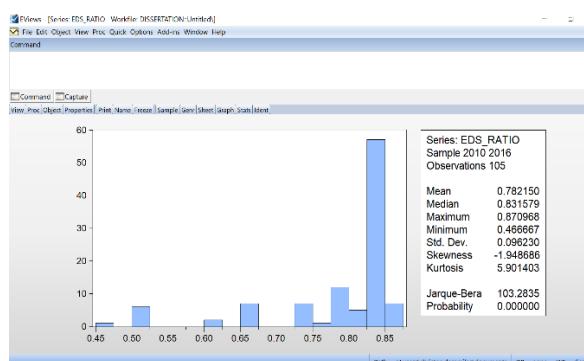 EViews - [Series: EDS_RATIO Workfile: DISSERTATION::Untitled\]
File Edit Object View Proc Quick Options Add-ins Window Help
Command
Command Capture
View Proc Object Properties Print Name Freeze Sample Genr Sheet Graph Stats Ident
60
50
40
30
20
10
0
0.45 0.50 0.55 0.60 0.65 0.70 0.75 0.80 0.85
Series: EDS_RATIO
Sample 2010 2016
Observations 105
Mean 0.782150
Median 0.831579
Maximum 0.870968
Minimum 0.466667
Std. Dev. 0.096230
Skewness -1.948686
Kurtosis 5.901403
Jarque-Bera 103.2835
Probability 0.000000